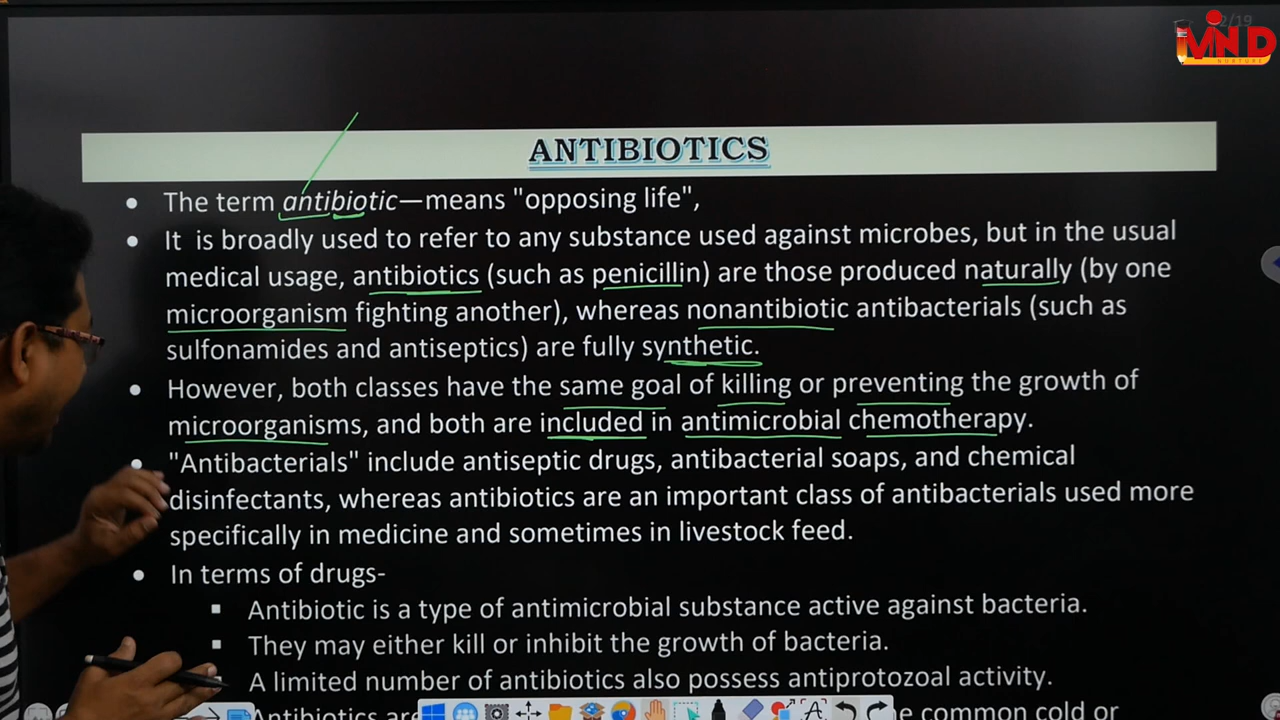 2/19
MIND
NURTURE
ANTIBIOTICS
• The term antibiotic—means "opposing life",
• It is broadly used to refer to any substance used against microbes, but in the usual
medical usage, antibiotics (such as penicillin) are those produced naturally (by one
microorganism fighting another), whereas nonantibiotic antibacterials (such as
sulfonamides and antiseptics) are fully synthetic.
• However, both classes have the same goal of killing or preventing the growth of
microorganisms, and both are included in antimicrobial chemotherapy.
• "Antibacterials" include antiseptic drugs, antibacterial soaps, and chemical
disinfectants, whereas antibiotics are an important class of antibacterials used more
specifically in medicine and sometimes in livestock feed.
• In terms of drugs-
▪ Antibiotic is a type of antimicrobial substance active against bacteria.
▪ They may either kill or inhibit the growth of bacteria.
▪ A limited number of antibiotics also possess antiprotozoal activity.
Antibiotics are common cold or